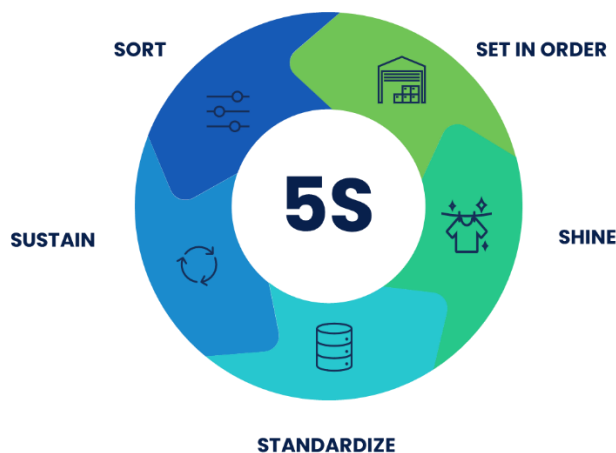 SORT
SET IN ORDER
5S
SUSTAIN
SHINE
STANDARDIZE